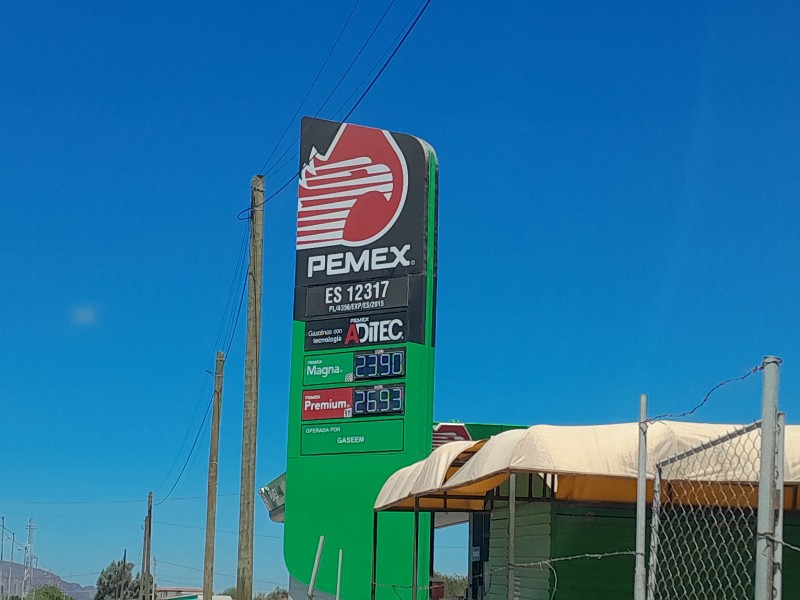 PEMEX
ES 12317
PL/4356/EXP/ES/2015
Gasolinas con
tecnología
PEMEX
ADITEC
PEMEX
Magna
23.90
PEMEX
Premium
26.93
OPERADA POR
GASEEM